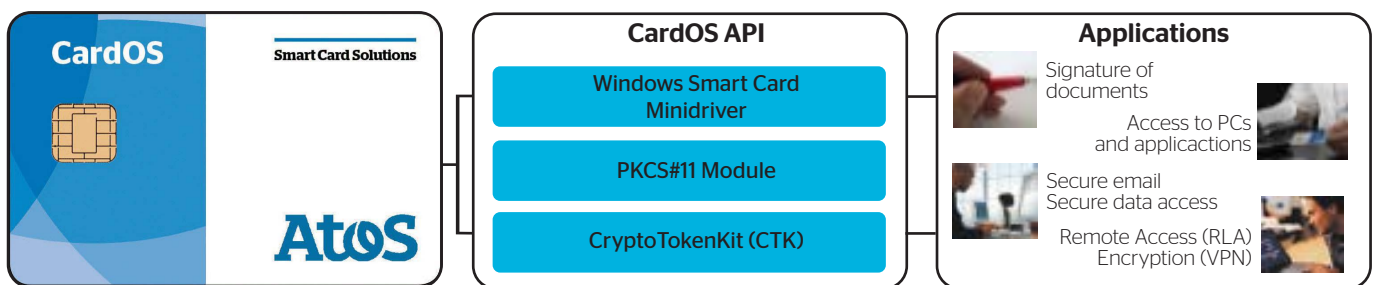 CardOS
Smart Card Solutions
Atos
CardOS API
Windows Smart Card
Minidriver
PKCS#11 Module
CryptoTokenKit (CTK)
Applications
Signature of
documents
Access to PCs
and applicactions
Secure email
Secure data access
Remote Access (RLA)
Encryption (VPN)